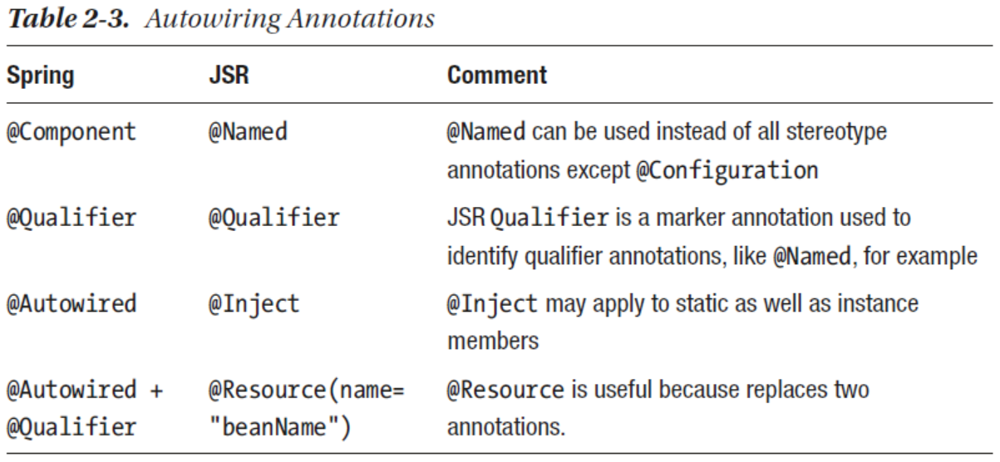 Table 2-3. Autowiring Annotations
Spring JSR Comment
@Component @Named @Named can be used instead of all stereotype
annotations except @Configuration
@Qualifier @Qualifier JSR Qualifier is a marker annotation used to
identify qualifier annotations, like @Named, for example
@Autowired @Inject @Inject may apply to static as well as instance
members
@Autowired + @Resource(name= @Resource is useful because replaces two
@Qualifier "beanName") annotations.